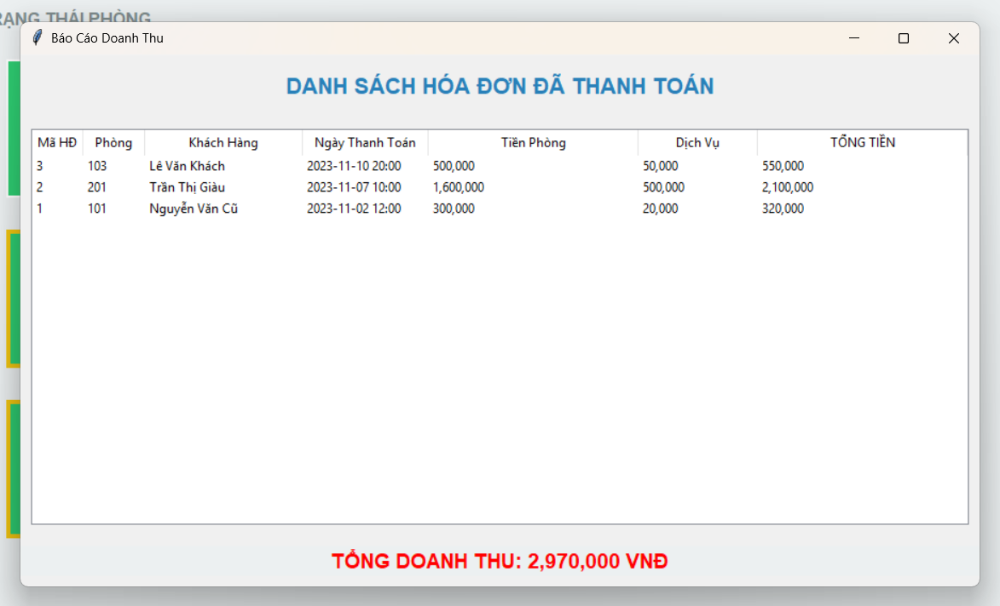 TRẠNG THÁI PHÒNG
Báo Cáo Doanh Thu
DANH SÁCH HÓA ĐƠN ĐÃ THANH TOÁN
Mã HĐ Phòng Khách Hàng Ngày Thanh Toán Tiền Phòng Dịch Vụ TỔNG TIỀN
3 103 Lê Văn Khách 2023-11-10 20:00 500,000 50,000 550,000
2 201 Trần Thị Giàu 2023-11-07 10:00 1,600,000 500,000 2,100,000
1 101 Nguyễn Văn Cũ 2023-11-02 12:00 300,000 20,000 320,000
TỔNG DOANH THU: 2,970,000 VNĐ